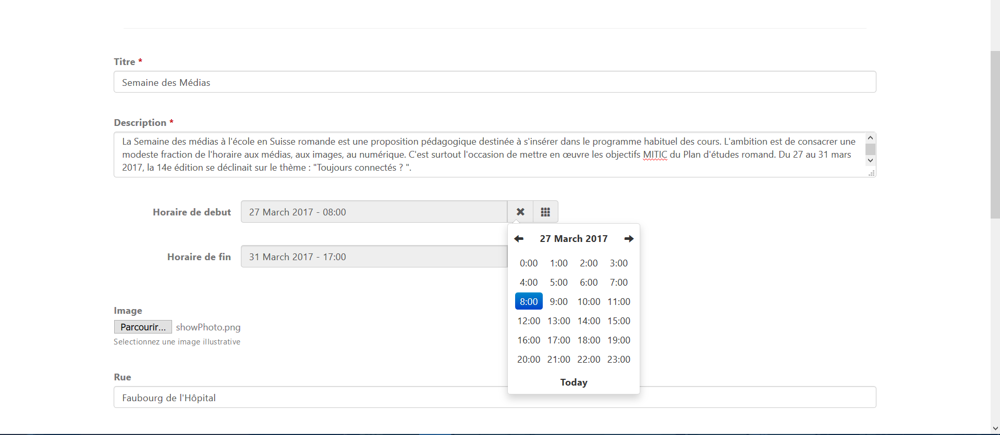 Titre *
Semaine des Médias
Description *
La Semaine des médias à l'école en Suisse romande est une proposition pédagogique destinée à s'insérer dans le programme habituel des cours. L'ambition est de consacrer une
modeste fraction de l'horaire aux médias, aux images, au numérique. C'est surtout l'occasion de mettre en œuvre les objectifs MITIC du Plan d'études romand. Du 27 au 31 mars
2017, la 14e édition se déclinait sur le thème : "Toujours connectés ? ".
Horaire de debut
27 March 2017 - 08:00
27 March 2017
Horaire de fin
31 March 2017 - 17:00
0:00 1:00 2:00 3:00
4:00 5:00 6:00 7:00
8:00 9:00 10:00 11:00
12:00 13:00 14:00 15:00
16:00 17:00 18:00 19:00
20:00 21:00 22:00 23:00
Today
Image
Parcourir... showPhoto.png
Selectionnez une image illustrative
Rue
Faubourg de l'Hôpital